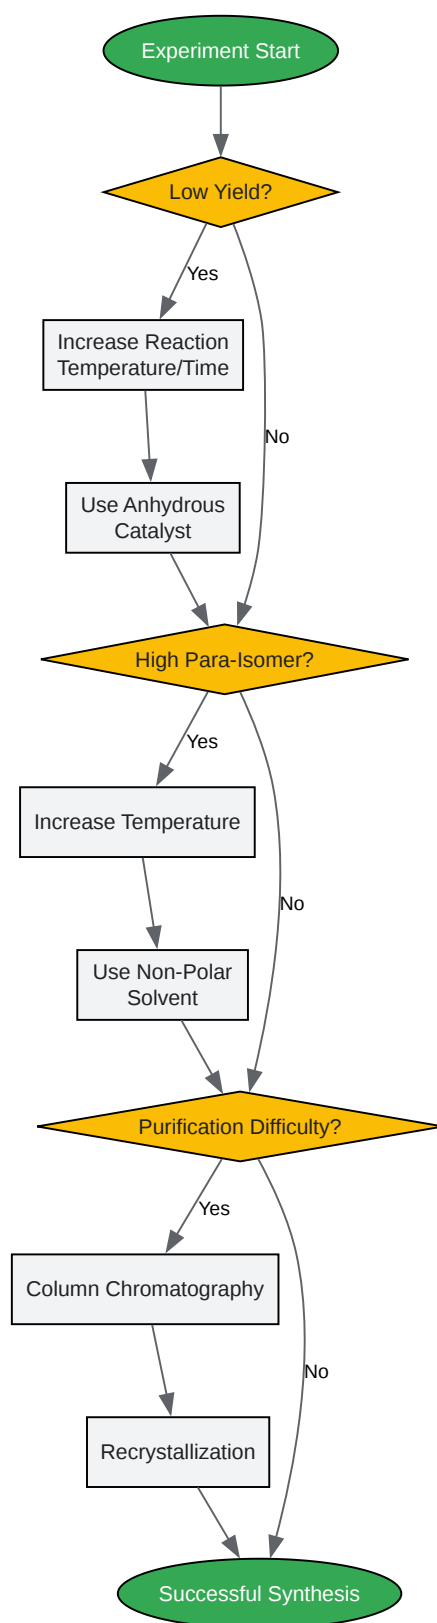 Experiment Start
Low Yield?
Yes
Increase Reaction
Temperature/Time
No
Use Anhydrous
Catalyst
High Para-Isomer?
Yes
Increase Temperature
No
Use Non-Polar
Solvent
Purification Difficulty?
Yes
Column Chromatography
No
Recrystallization
Successful Synthesis